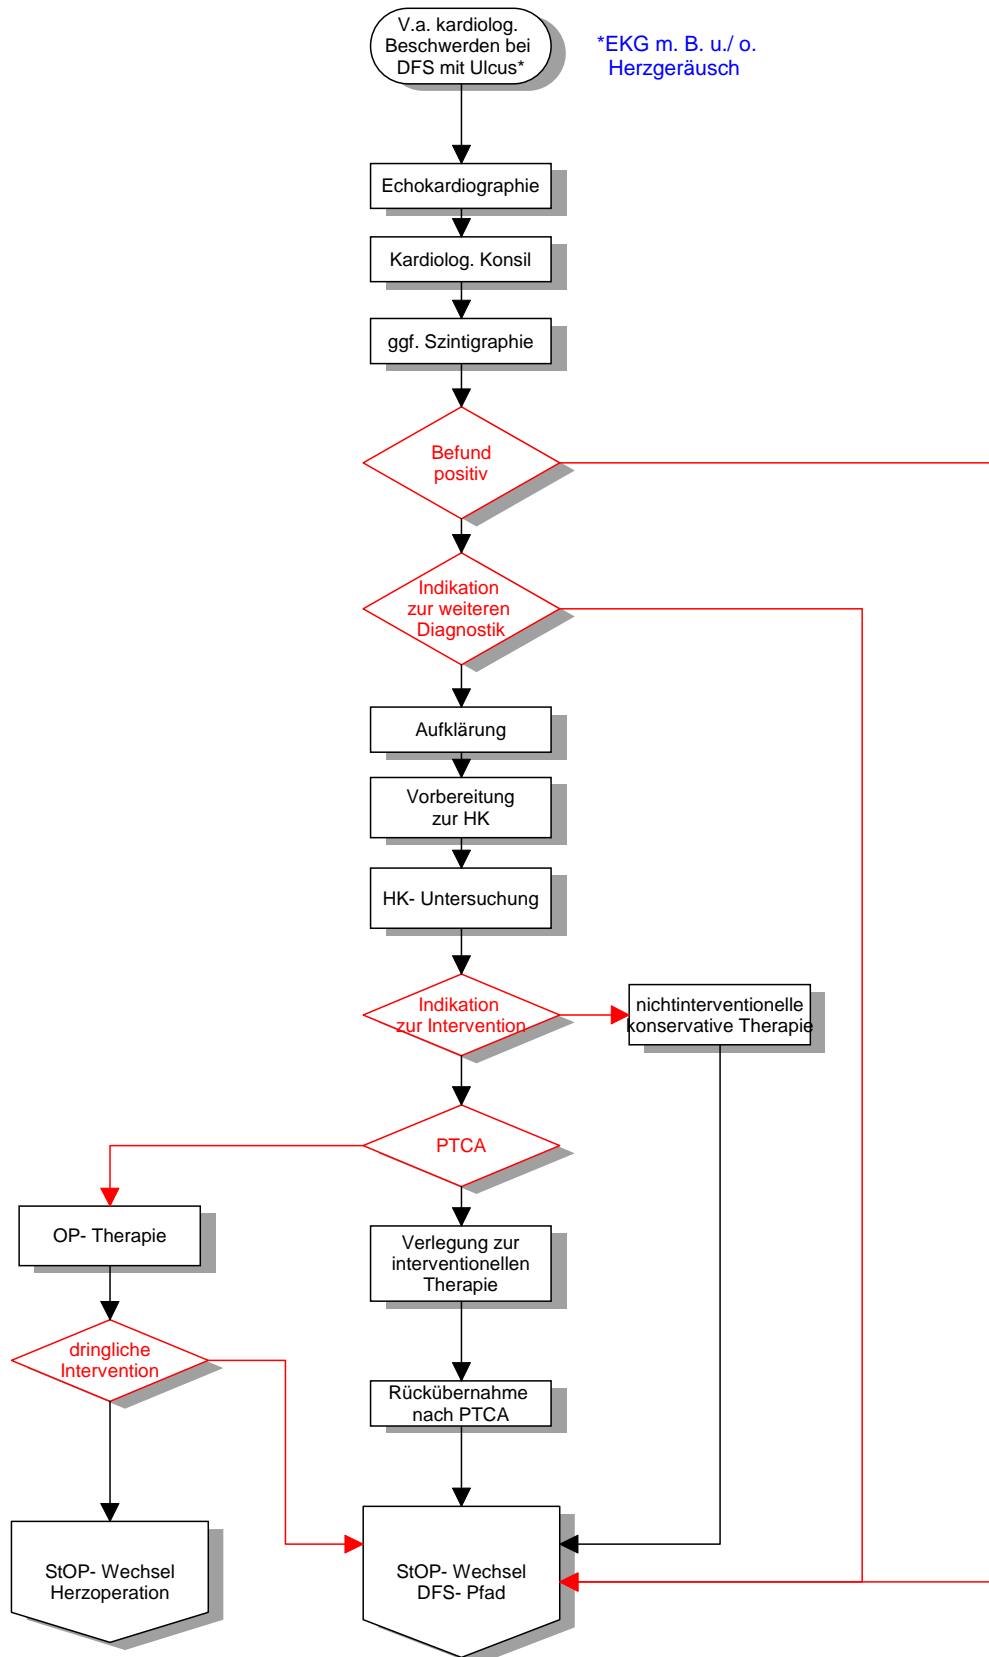 V.a. kardiolog.
Beschwerden bei
DFS mit Ulcus*
*EKG m. B. u./ o.
Herzgeräusch
Echokardiographie
Kardiolog. Konsil
ggf. Szintigraphie
Befund
positiv
Indikation
zur weiteren
Diagnostik
Aufklärung
Vorbereitung
zur HK
HK- Untersuchung
Indikation
zur Intervention
nichtinterventionelle
konservative Therapie
PTCA
OP- Therapie
Verlegung zur
interventionellen
Therapie
dringliche
Intervention
Rückübernahme
nach PTCA
StOP- Wechsel
Herzoperation
StOP- Wechsel
DFS- Pfad